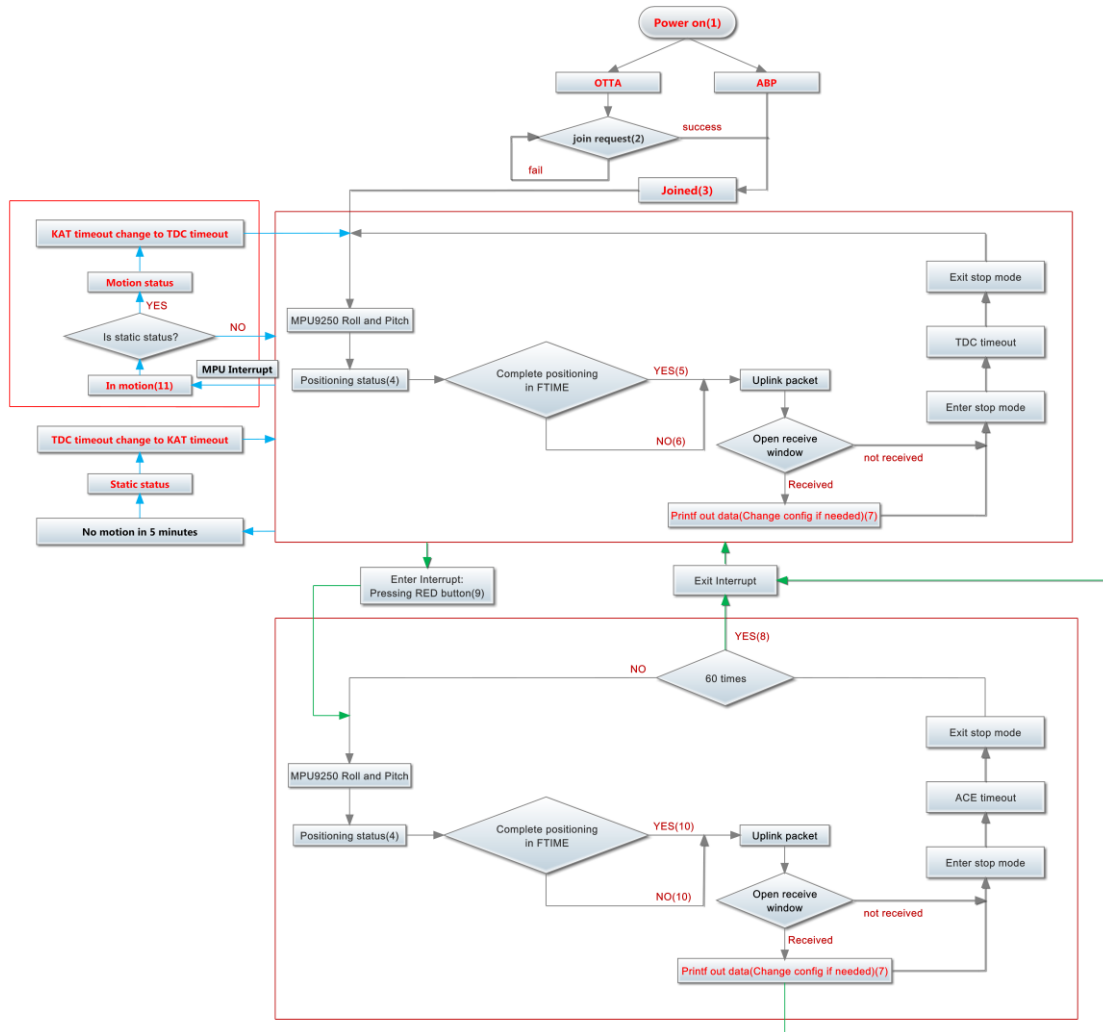 Power on(1)
OTTA
ABP
join request(2)
success
fail
Joined(3)
KAT timeout change to TDC timeout
Motion status
YES
Is static status?
NO
In motion(11)
MPU Interrupt
TDC timeout change to KAT timeout
Static status
No motion in 5 minutes
MPU9250 Roll and Pitch
Positioning status(4)
Complete positioning
in FTIME
YES(5)
NO(6)
Uplink packet
Open receive
window
not received
Received
Printf out data(Change config if needed)(7)
Enter stop mode
TDC timeout
Exit stop mode
Enter Interrupt:
Pressing RED button(9)
Exit Interrupt
YES(8)
NO
60 times
MPU9250 Roll and Pitch
Positioning status(4)
Complete positioning
in FTIME
YES(10)
NO(10)
Uplink packet
Open receive
window
not received
Received
Printf out data(Change config if needed)(7)
Enter stop mode
ACE timeout
Exit stop mode